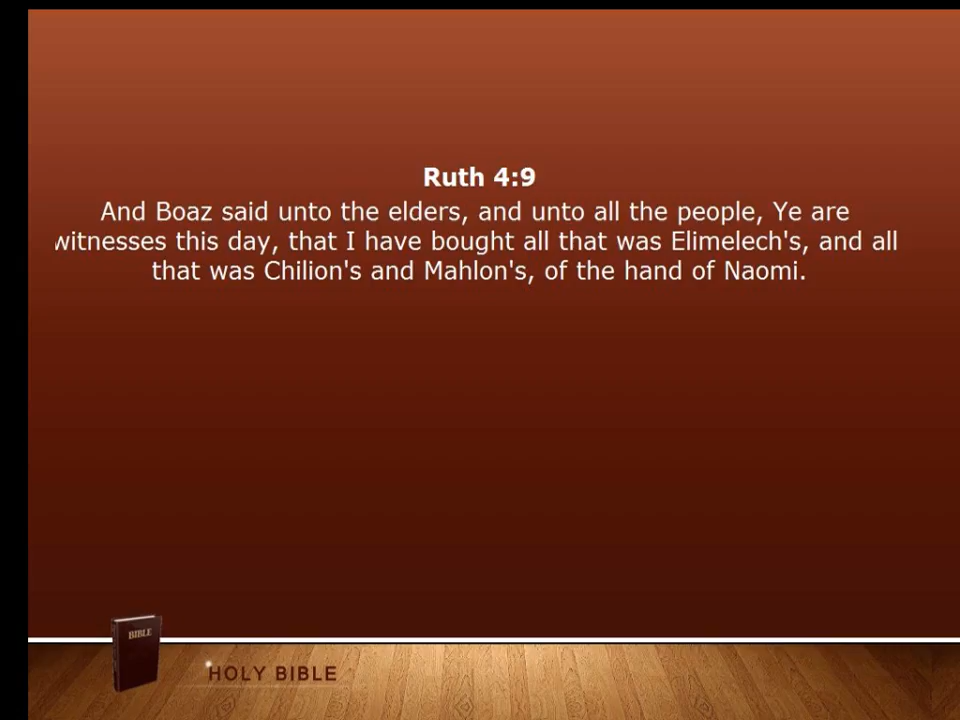 Ruth 4:9
And Boaz said unto the elders, and unto all the people, Ye are
witnesses this day, that I have bought all that was Elimelech's, and all
that was Chilion's and Mahlon's, of the hand of Naomi.
BIBLE
HOLY BIBLE